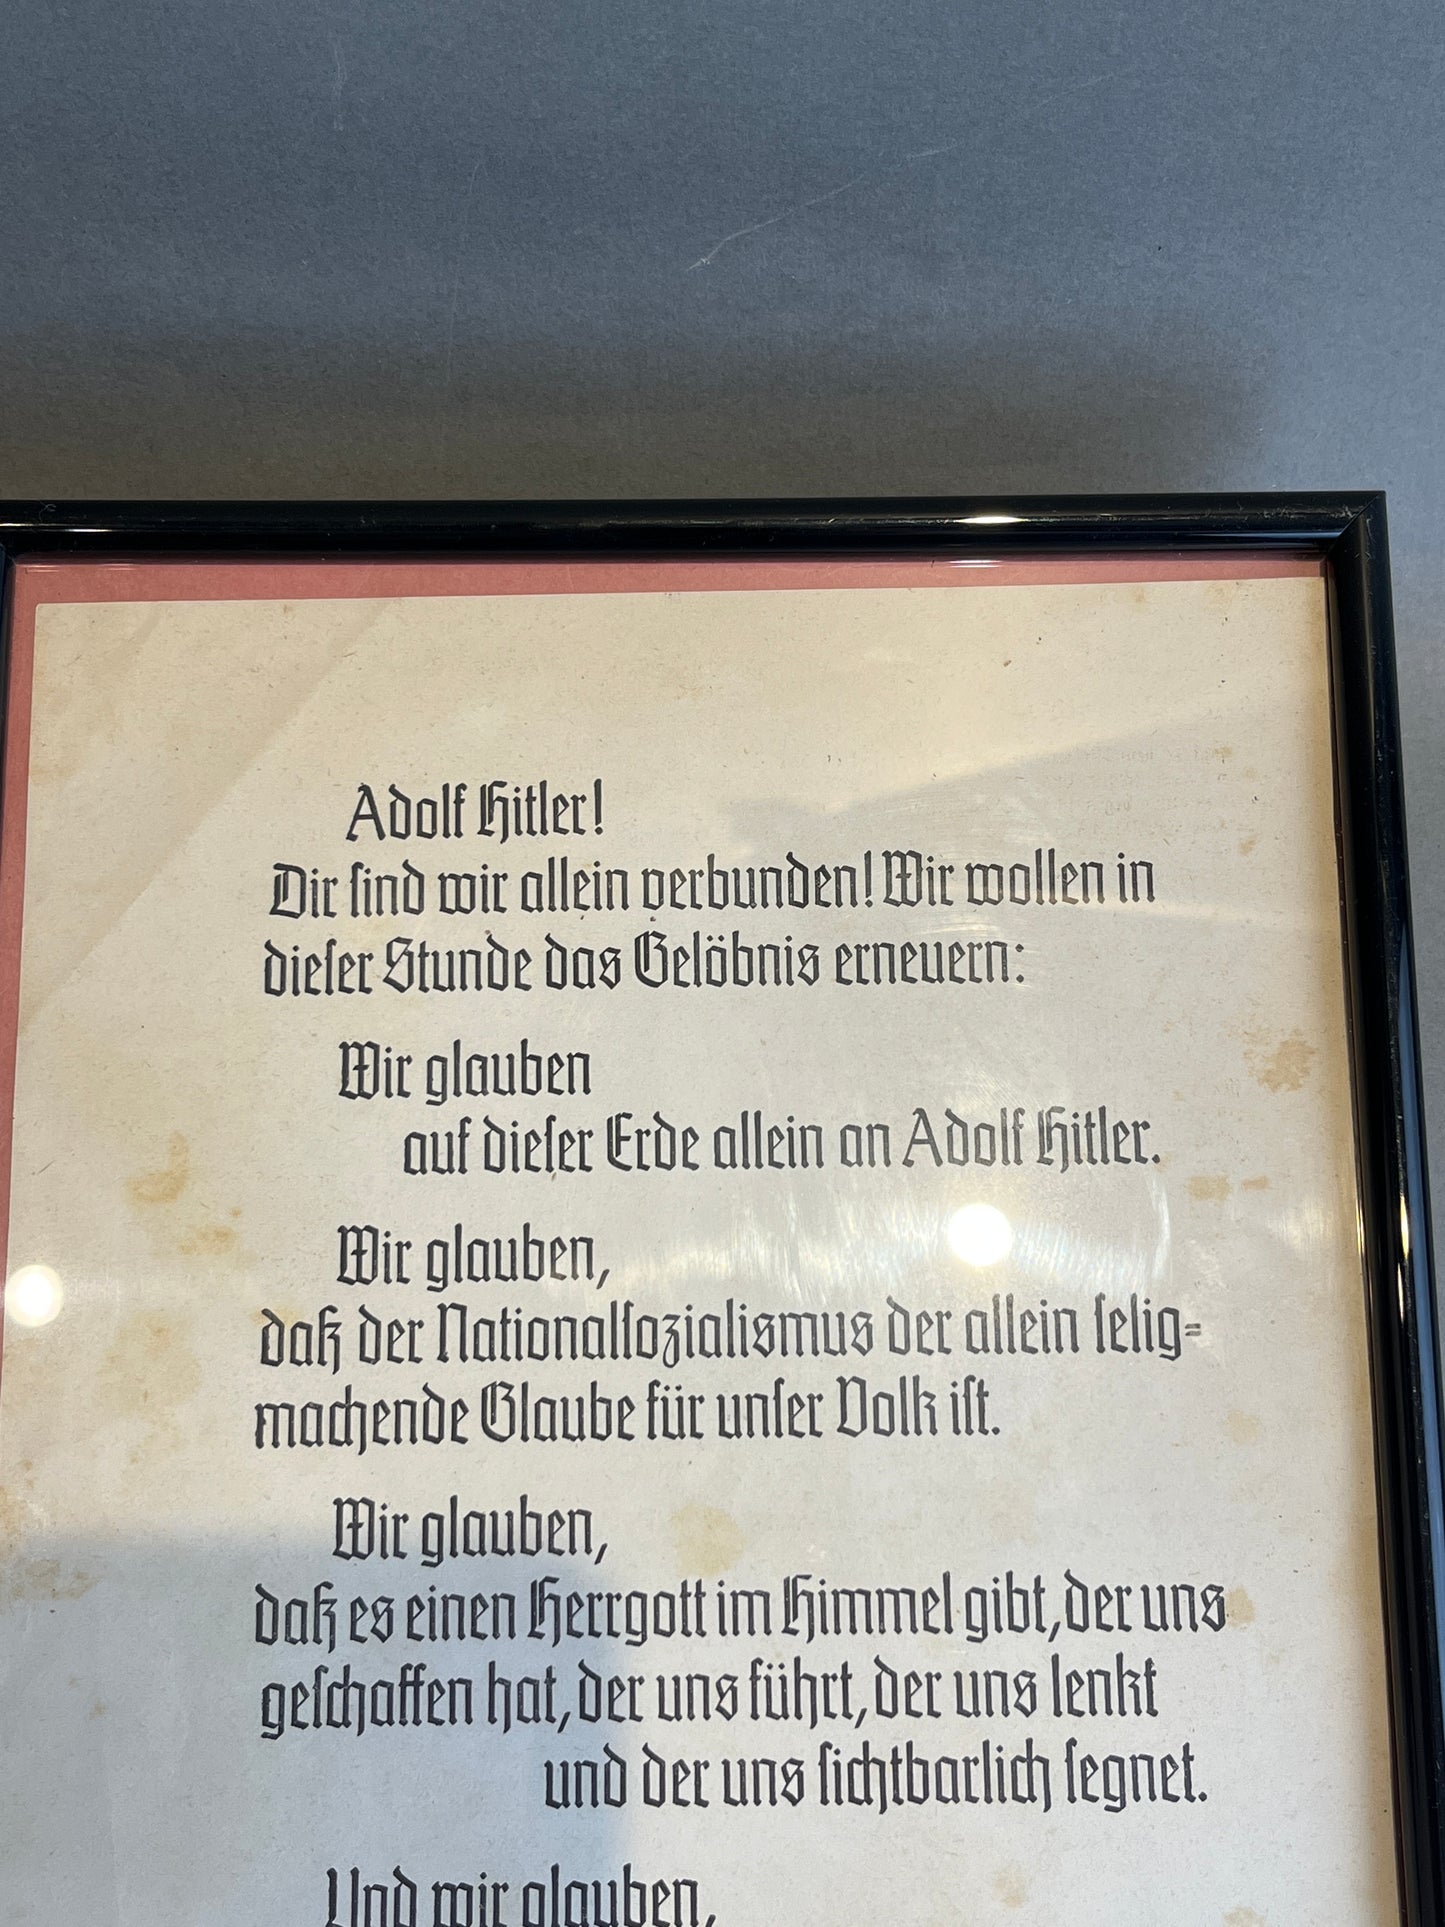 Adolf Hitler!
Dir ſind wir allein verbunden! Wir wollen in
dieſer Stunde das Gelöbnis erneuern:
Wir glauben
auf dieſer Erde allein an Adolf Hitler.
Wir glauben,
daß der Nationalſozialismus der allein ſelig=
machende Glaube für unſer Volk iſt.
Wir glauben,
daß es einen Herrgott im Himmel gibt, der uns
geſchaffen hat, der uns führt, der uns lenkt
und der uns ſichtbarlich ſegnet.
Und wir glauben,